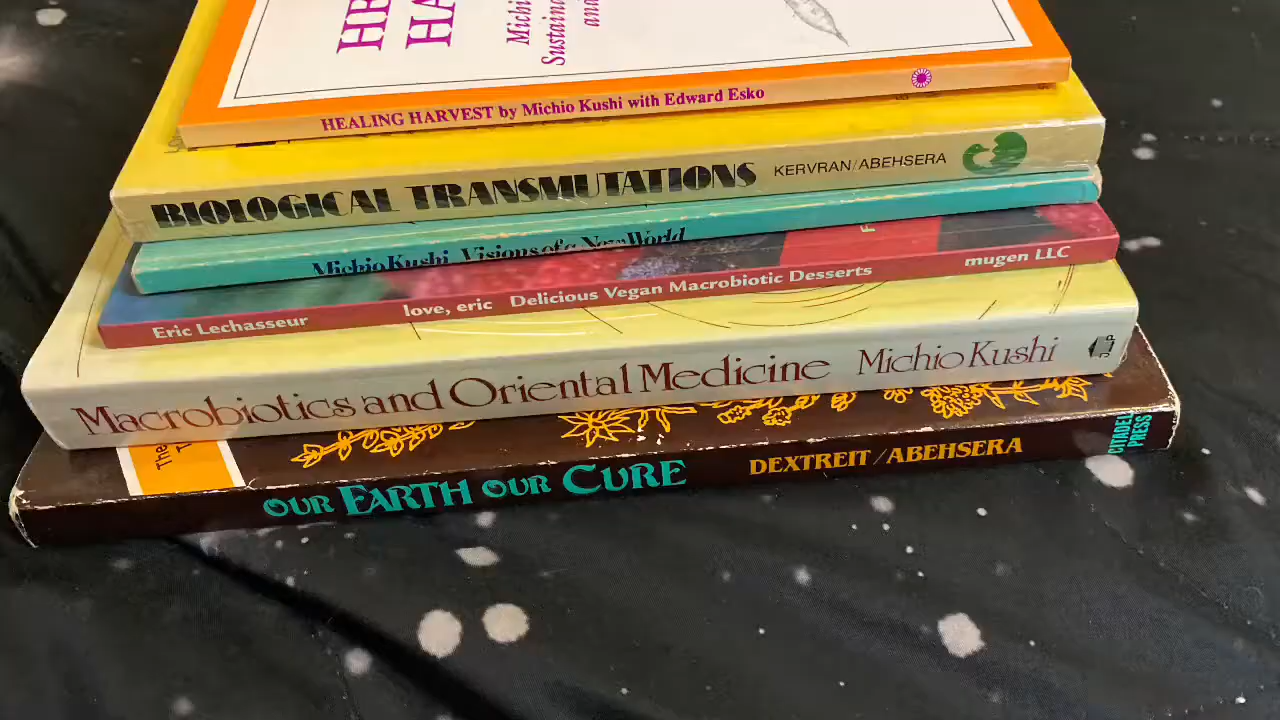 HE
HA
Michi
Sustaina
and
HEALING HARVEST by Michio Kushi with Edward Esko
BIOLOGICAL TRANSMUTATIONS KERVRAN/ABEHSERA
Michio Kushi Visions of a New World
F
Eric Lechasseur love, eric Delicious Vegan Macrobiotic Desserts mugen LLC
Macrobiotics and Oriental Medicine Michio Kushi
The
OUR EARTH OUR CURE DEXTREIT/ABEHSERA CITADEL PRESS